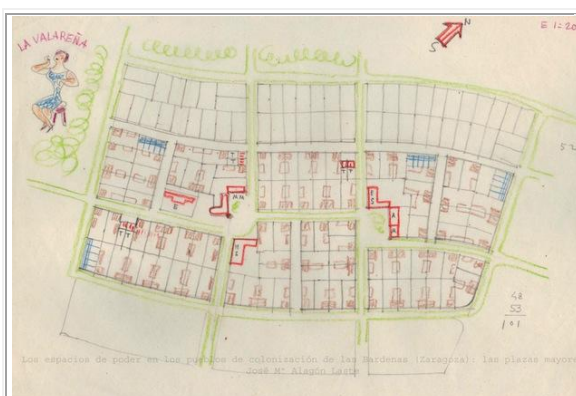 LA VALAREÑA
N
S
E 1:20
52
E
M.M
T T
T T
T T
A
A
I
48
53
101
Los espacios de poder en los pueblos de colonización de las Bardenas (Zaragoza): las plazas mayores
José Mª Alagón Laste